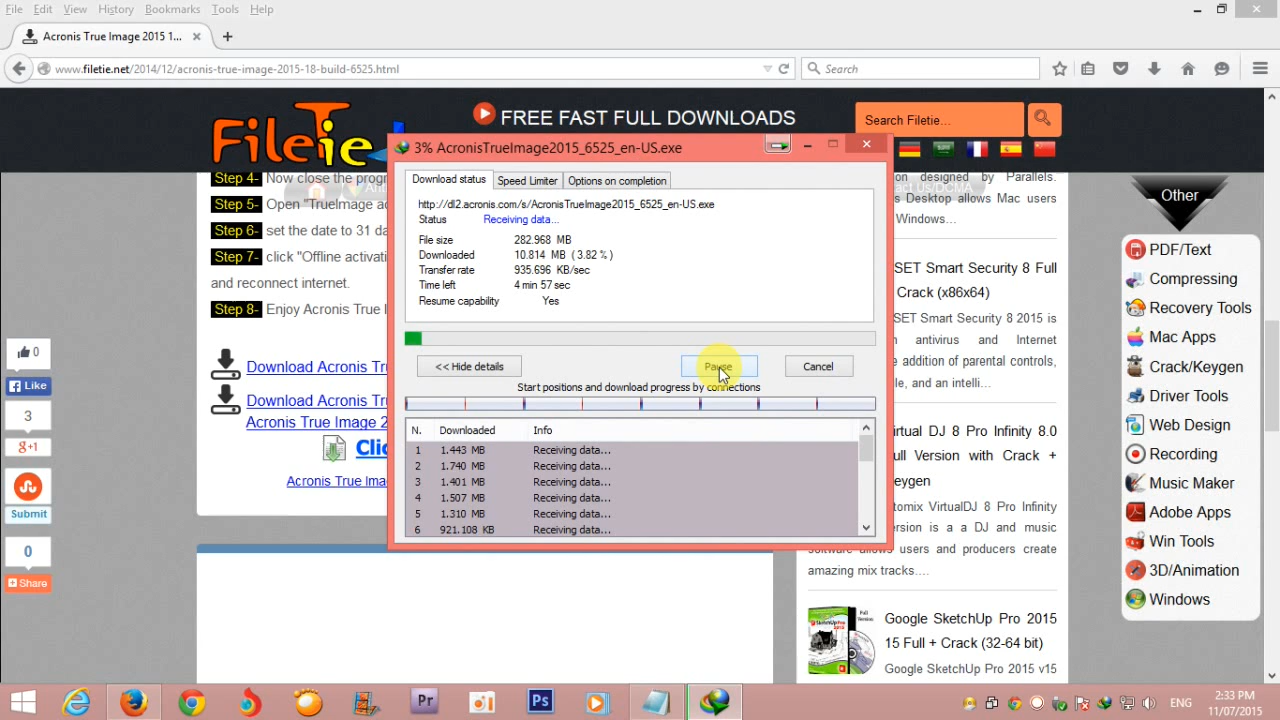 File Edit View History Bookmarks Tools Help
Acronis True Image 2015 1...
www.filetie.net/2014/12/acronis-true-image-2015-18-build-6525.html
Search
FileTie
FREE FAST FULL DOWNLOADS
Search Filetie...
Step 4- Now close the progr
Step 5- Open "TrueImage ac
Step 6- set the date to 31 da
Step 7- click "Offline activati
and reconnect internet.
Step 8- Enjoy Acronis True I
Download Acronis Tru
Download Acronis Tru
Acronis True Image 2
Clic
Acronis True Ima
0
Like
3
g+1
Submit
0
Share
3% AcronisTrueImage2015_6525_en-US.exe
Download status Speed Limiter Options on completion
http://dl2.acronis.com/s/AcronisTrueImage2015_6525_en-US.exe
Status Receiving data...
File size 282.968 MB
Downloaded 10.814 MB ( 3.82 % )
Transfer rate 935.696 KB/sec
Time left 4 min 57 sec
Resume capability Yes
<< Hide details Pause Cancel
Start positions and download progress by connections
N. Downloaded Info
1 1.443 MB Receiving data...
2 1.740 MB Receiving data...
3 1.401 MB Receiving data...
4 1.507 MB Receiving data...
5 1.310 MB Receiving data...
6 921.108 KB Receiving data...
act Us/DCMA
designed by Parallels.
Desktop allows Mac users
Windows…
SET Smart Security 8 Full
Crack (x86x64)
SET Smart Security 8 2015 is
antivirus and Internet
addition of parental controls,
le, and an intelli...
irtual DJ 8 Pro Infinity 8.0
ull Version with Crack +
eygen
tomix VirtualDJ 8 Pro Infinity
ersion is a a DJ and music
software allows users and producers create
amazing mix tracks....
Google SketchUp Pro 2015
15 Full + Crack (32-64 bit)
Google SketchUp Pro 2015 v15
Other
PDF/Text
Compressing
Recovery Tools
Mac Apps
Crack/Keygen
Driver Tools
Web Design
Recording
Music Maker
Adobe Apps
Win Tools
3D/Animation
Windows
Pr
Ps
ENG
2:33 PM
11/07/2015